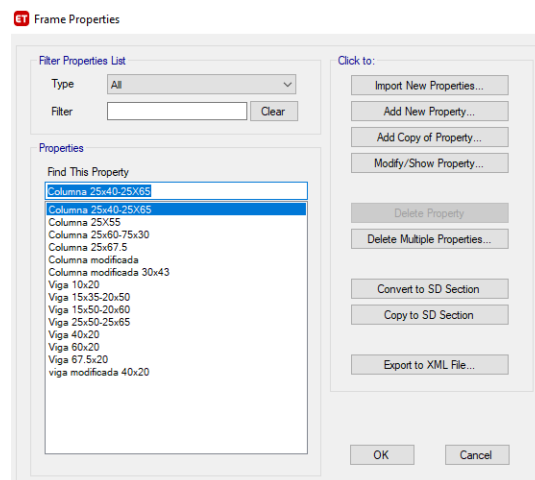 ET Frame Properties
Filter Properties List
Type All
Filter Clear
Properties
Find This Property
Columna 25x40-25X65
Columna 25x40-25X65
Columna 25X55
Columna 25x60-75x30
Columna 25x67.5
Columna modificada
Columna modificada 30x43
Viga 10x20
Viga 15x35-20x50
Viga 15x50-20x60
Viga 25x50-25x65
Viga 40x20
Viga 60x20
Viga 67.5x20
viga modificada 40x20
Click to:
Import New Properties...
Add New Property...
Add Copy of Property...
Modify/Show Property...
Delete Property
Delete Multiple Properties...
Convert to SD Section
Copy to SD Section
Export to XML File...
OK Cancel